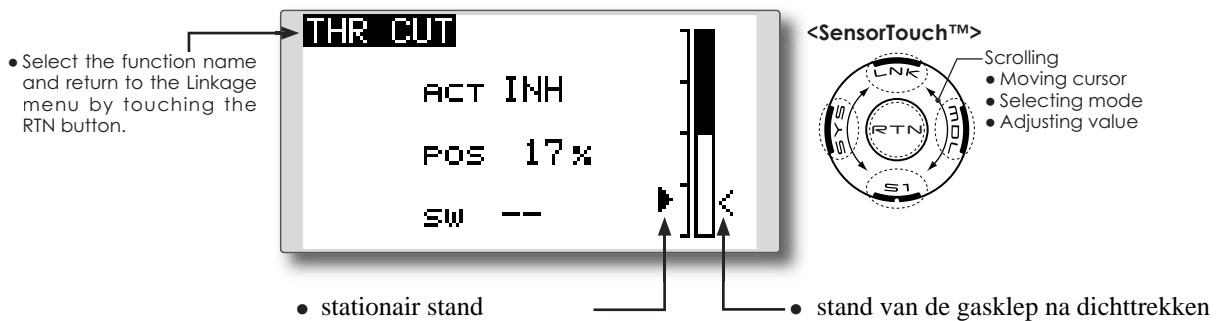 THR CUT
● Select the function name
and return to the Linkage
menu by touching the
RTN button.
ACT INH
POS 17%
SW --
<SensorTouch™>
Scrolling
● Moving cursor
● Selecting mode
● Adjusting value
LNK
SYS
RTN
MDL
S1
● stationair stand
● stand van de gasklep na dichttrekken